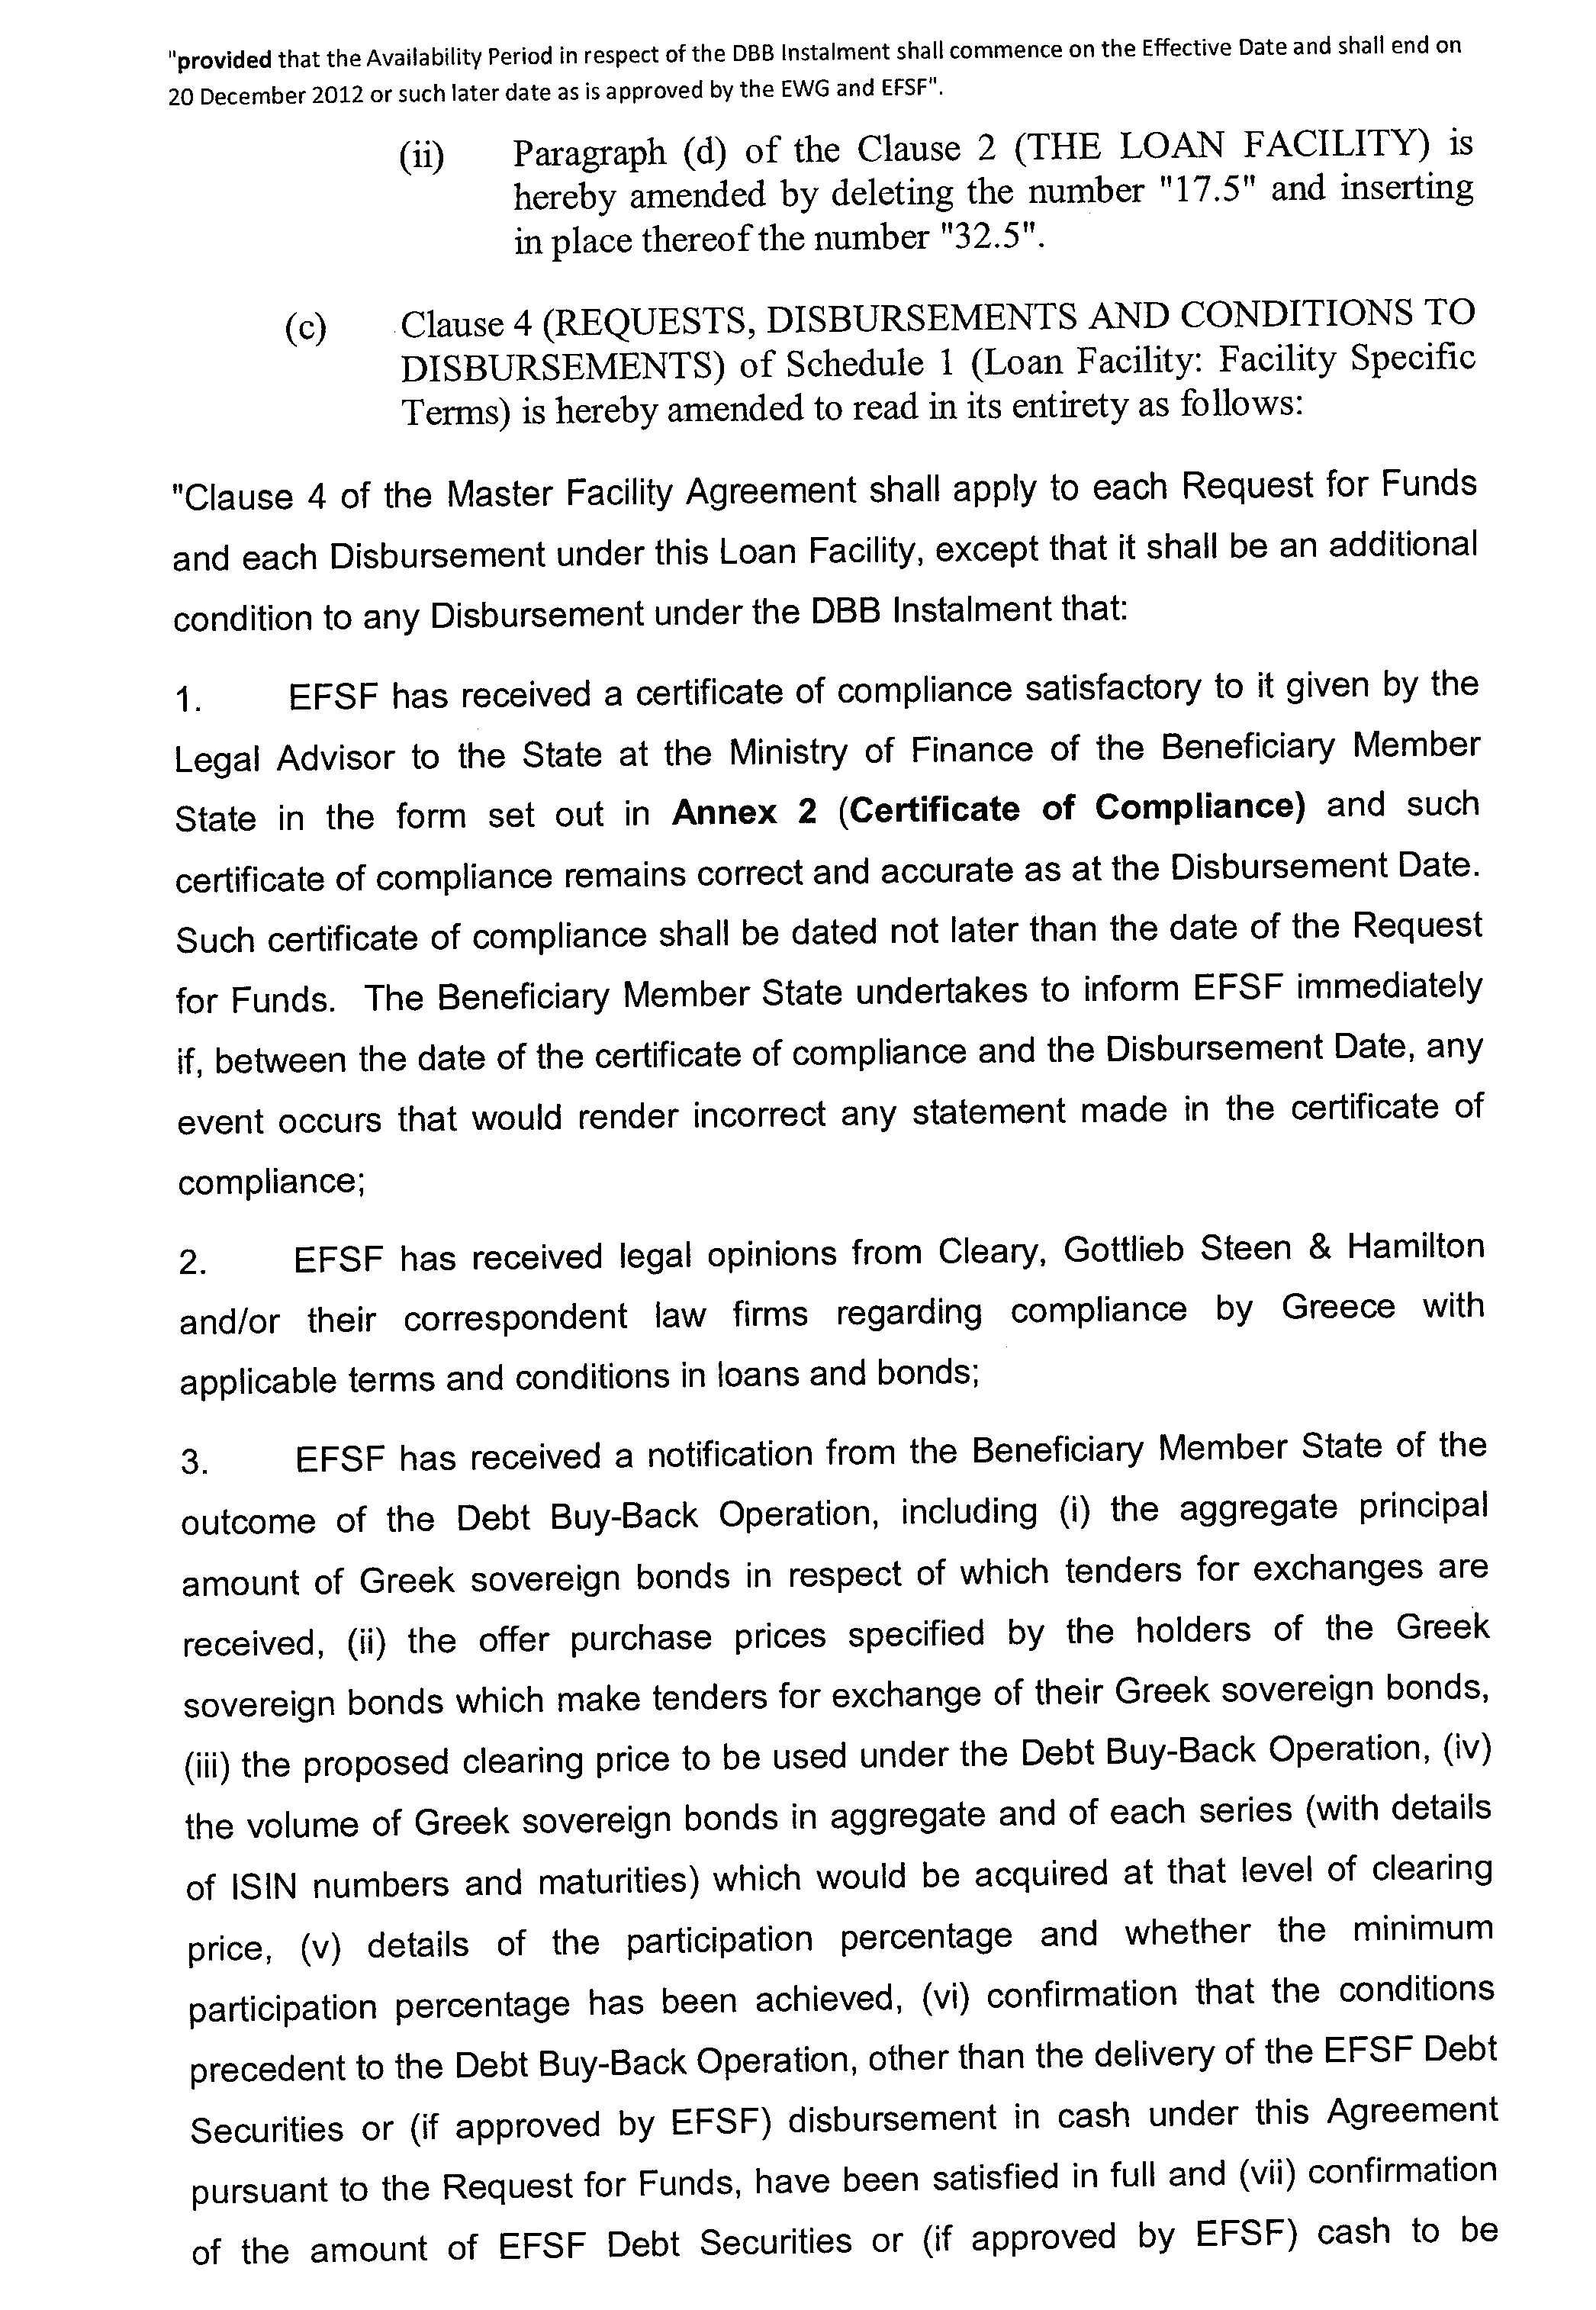 "provided that the Availability Period in respect of the DBB Instalment shall commence on the Effective Date and shall end on
20 December 2012 or such later date as is approved by the EWG and EFSF".
(ii) Paragraph (d) of the Clause 2 (THE LOAN FACILITY) is
hereby amended by deleting the number "17.5" and inserting
in place thereof the number "32.5".
(c) Clause 4 (REQUESTS, DISBURSEMENTS AND CONDITIONS TO
DISBURSEMENTS) of Schedule 1 (Loan Facility: Facility Specific
Terms) is hereby amended to read in its entirety as follows:
"Clause 4 of the Master Facility Agreement shall apply to each Request for Funds
and each Disbursement under this Loan Facility, except that it shall be an additional
condition to any Disbursement under the DBB Instalment that:
1. EFSF has received a certificate of compliance satisfactory to it given by the
Legal Advisor to the State at the Ministry of Finance of the Beneficiary Member
State in the form set out in Annex 2 (Certificate of Compliance) and such
certificate of compliance remains correct and accurate as at the Disbursement Date.
Such certificate of compliance shall be dated not later than the date of the Request
for Funds. The Beneficiary Member State undertakes to inform EFSF immediately
if, between the date of the certificate of compliance and the Disbursement Date, any
event occurs that would render incorrect any statement made in the certificate of
compliance;
2. EFSF has received legal opinions from Cleary, Gottlieb Steen & Hamilton
and/or their correspondent law firms regarding compliance by Greece with
applicable terms and conditions in loans and bonds;
3. EFSF has received a notification from the Beneficiary Member State of the
outcome of the Debt Buy-Back Operation, including (i) the aggregate principal
amount of Greek sovereign bonds in respect of which tenders for exchanges are
received, (ii) the offer purchase prices specified by the holders of the Greek
sovereign bonds which make tenders for exchange of their Greek sovereign bonds,
(iii) the proposed clearing price to be used under the Debt Buy-Back Operation, (iv)
the volume of Greek sovereign bonds in aggregate and of each series (with details
of ISIN numbers and maturities) which would be acquired at that level of clearing
price, (v) details of the participation percentage and whether the minimum
participation percentage has been achieved, (vi) confirmation that the conditions
precedent to the Debt Buy-Back Operation, other than the delivery of the EFSF Debt
Securities or (if approved by EFSF) disbursement in cash under this Agreement
pursuant to the Request for Funds, have been satisfied in full and (vii) confirmation
of the amount of EFSF Debt Securities or (if approved by EFSF) cash to be